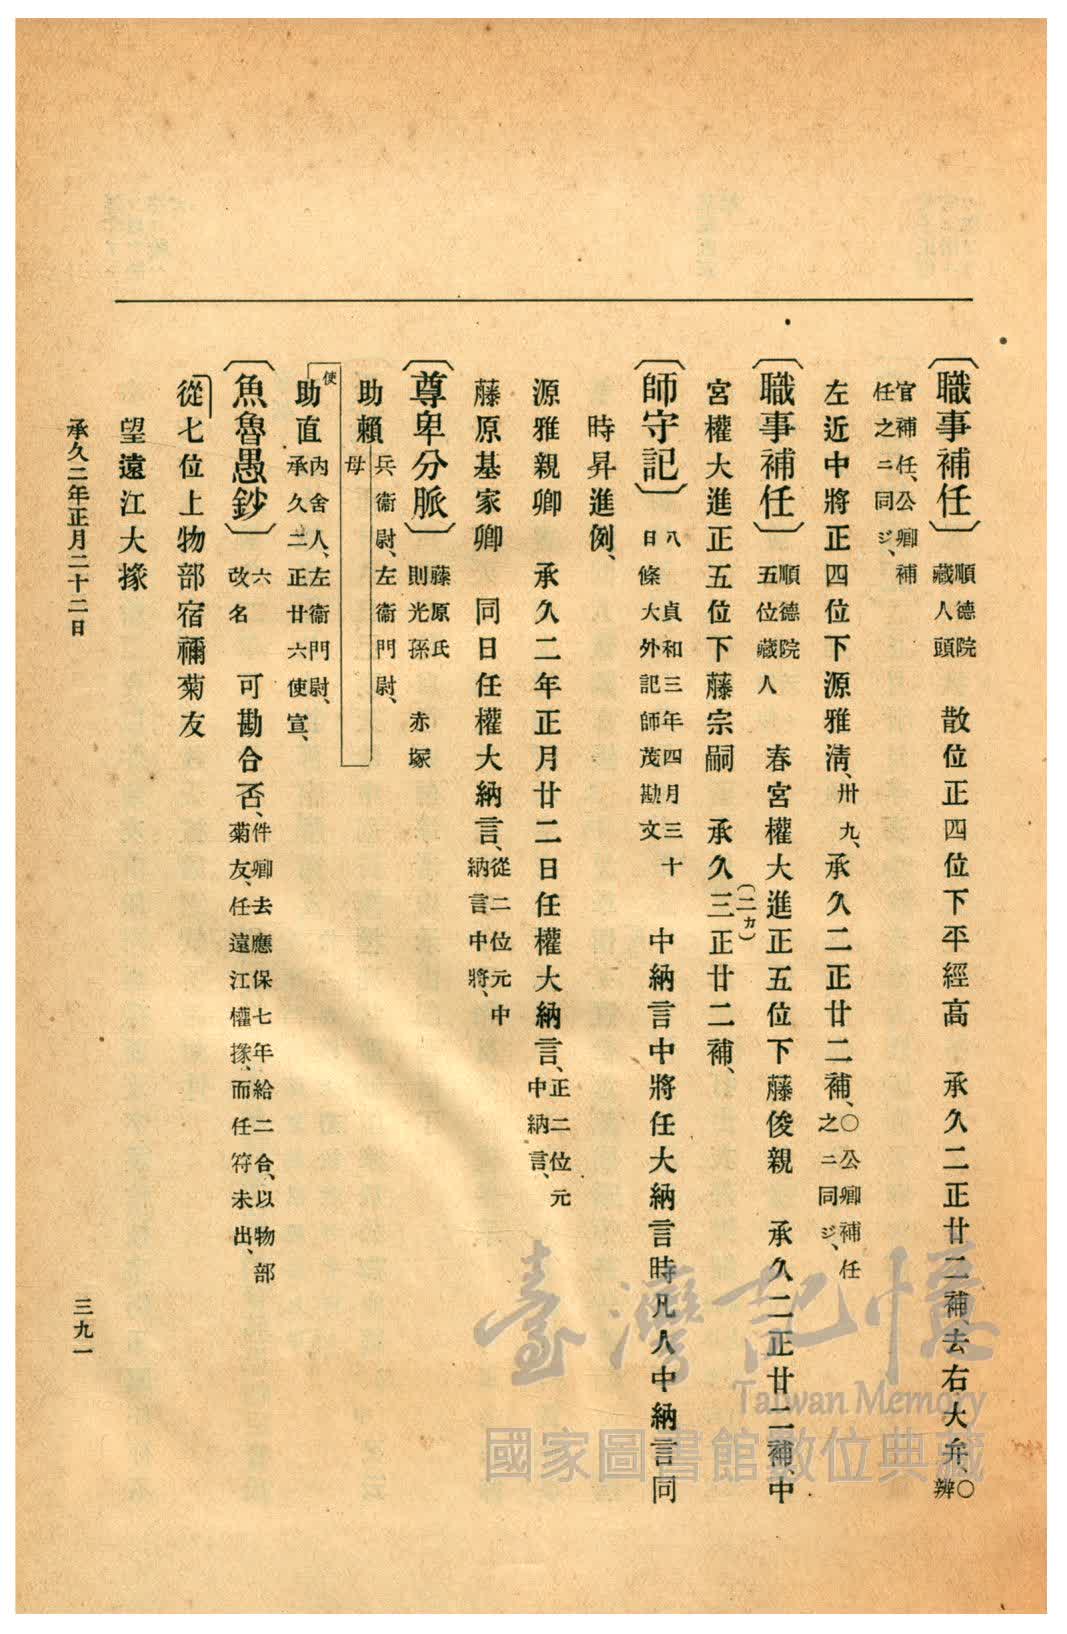 〔職事補任〕順德院藏人頭　散位正四位下平經高　承久二正廿二補、去右大弁、〇辨
官補任、公卿補任之ニ同ジ、
左近中將正四位下源雅淸、卅九、承久二正廿二補、〇公卿補任之ニ同ジ、
〔職事補任〕順德院五位藏人　春宮權大進正五位下藤俊親　承久二正廿二補、中
宮權大進正五位下藤宗嗣　承久三(二カ)正廿二補、
〔師守記〕八　貞和三年四月三十日條大外記師茂勘文　中納言中將任大納言時凡人中納言同
時昇進例、
源雅親卿　承久二年正月廿二日任權大納言、正二位元中納言、
藤原基家卿　同日任權大納言、從二位元中納言中將、
〔尊卑分脈〕藤原氏則光孫　赤塚
助賴　兵衞尉、左衞門尉、
母
使
助直　內舍人、左衞門尉、承久二正廿六使宣、
〔魚魯愚鈔〕六改名　可勘合否、件卿去應保七年給二合、以物部菊友、任遠江權掾、而任符未出、
從七位上物部宿禰菊友
望遠江大掾
承久二年正月二十二日
三九一
臺灣記憶
Taiwan Memory
國家圖書館數位典藏